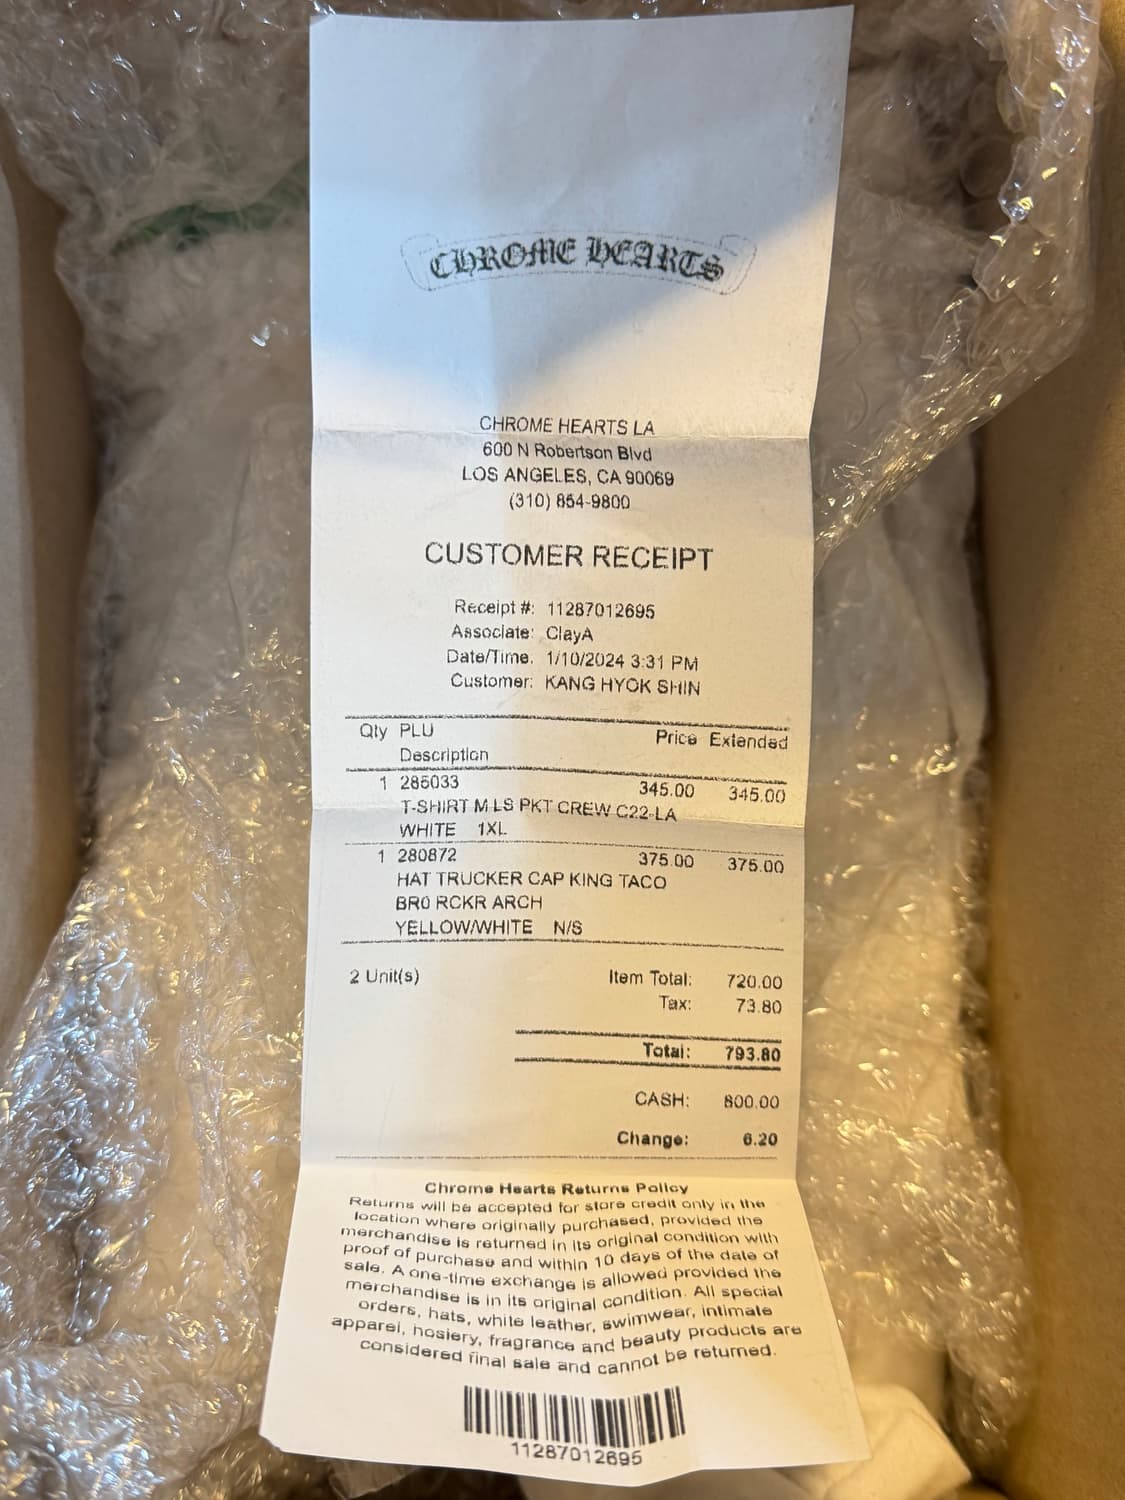 CHROME HEARTS
CHROME HEARTS LA
600 N Robertson Blvd
LOS ANGELES, CA 90069
(310) 854-9800
CUSTOMER RECEIPT
Receipt #: 11287012695
Associate: ClayA
Date/Time. 1/10/2024 3:31 PM
Customer: KANG HYOK SHIN
Qty PLU Price Extended
Description
1 285033 345.00 345.00
T-SHIRT M LS PKT CREW C22-LA
WHITE 1XL
1 280872 375.00 375.00
HAT TRUCKER CAP KING TACO
BRO RCKR ARCH
YELLOW/WHITE N/S
2 Unit(s) Item Total: 720.00
Tax: 73.80
Total: 793.80
CASH: 800.00
Change: 6.20
Chrome Hearts Returns Policy
Returns will be accepted for store credit only in the
location where originally purchased, provided the
merchandise is returned in its original condition with
proof of purchase and within 10 days of the date of
sale. A one-time exchange is allowed provided the
merchandise is in its original condition. All special
orders, hats, white leather, swimwear, intimate
apparel, hosiery, fragrance and beauty products are
considered final sale and cannot be returned.
11287012695